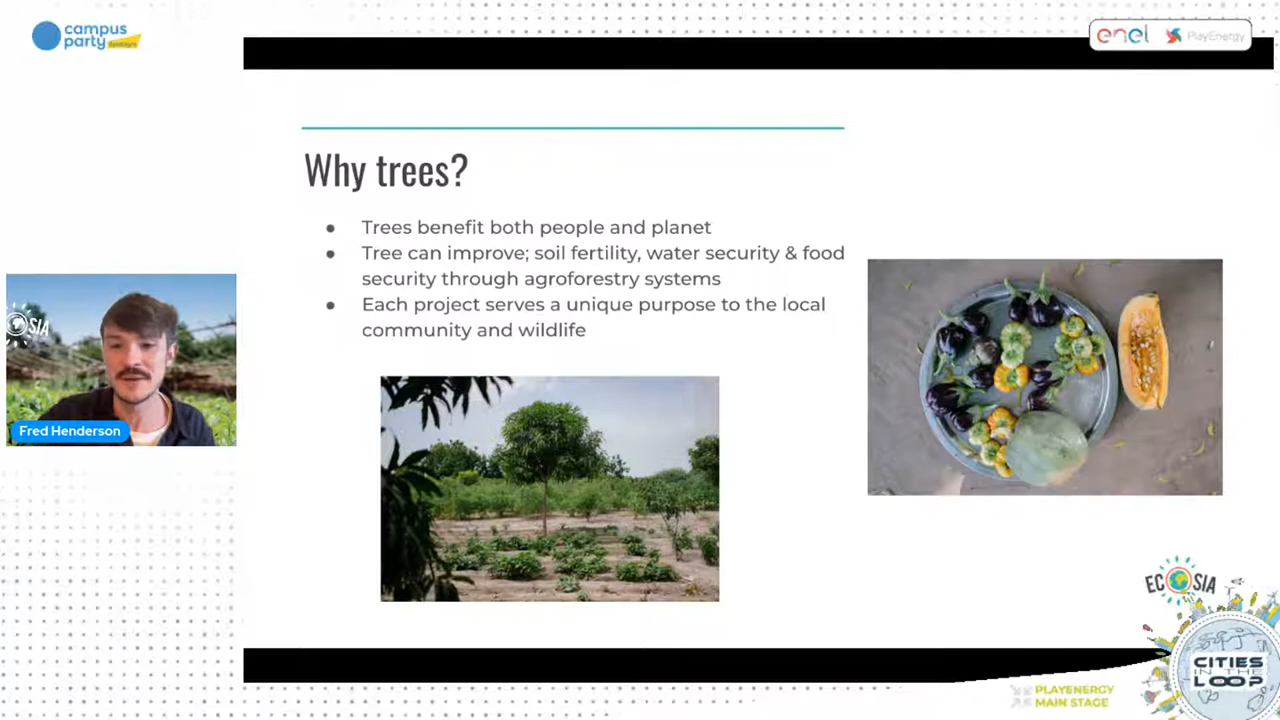 campus
party
enel PlayEnergy
Why trees?
● Trees benefit both people and planet
● Tree can improve; soil fertility, water security & food
security through agroforestry systems
● Each project serves a unique purpose to the local
community and wildlife
SIA
Fred Henderson
ECOSIA
CITIES
IN THE
LOOP
PLAYENERGY
MAIN STAGE